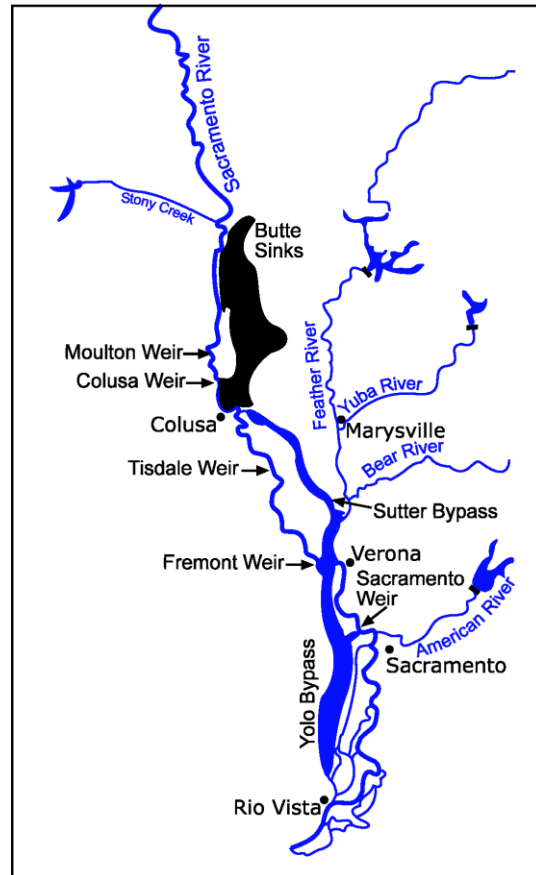 Sacramento River
Stony Creek
Butte
Sinks
Moulton Weir
Colusa Weir
Colusa
Tisdale Weir
Feather River
Yuba River
Marysville
Bear River
Sutter Bypass
Fremont Weir
Verona
Sacramento
Weir
American River
Sacramento
Yolo Bypass
Rio Vista